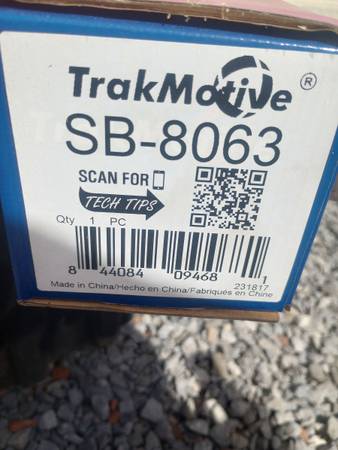 TrakMotive ®
SB-8063
SCAN FOR
TECH TIPS
Qty 1 PC
8 44084 09468 1
231817
Made in China/Hecho en China/Fabriqués en Chine